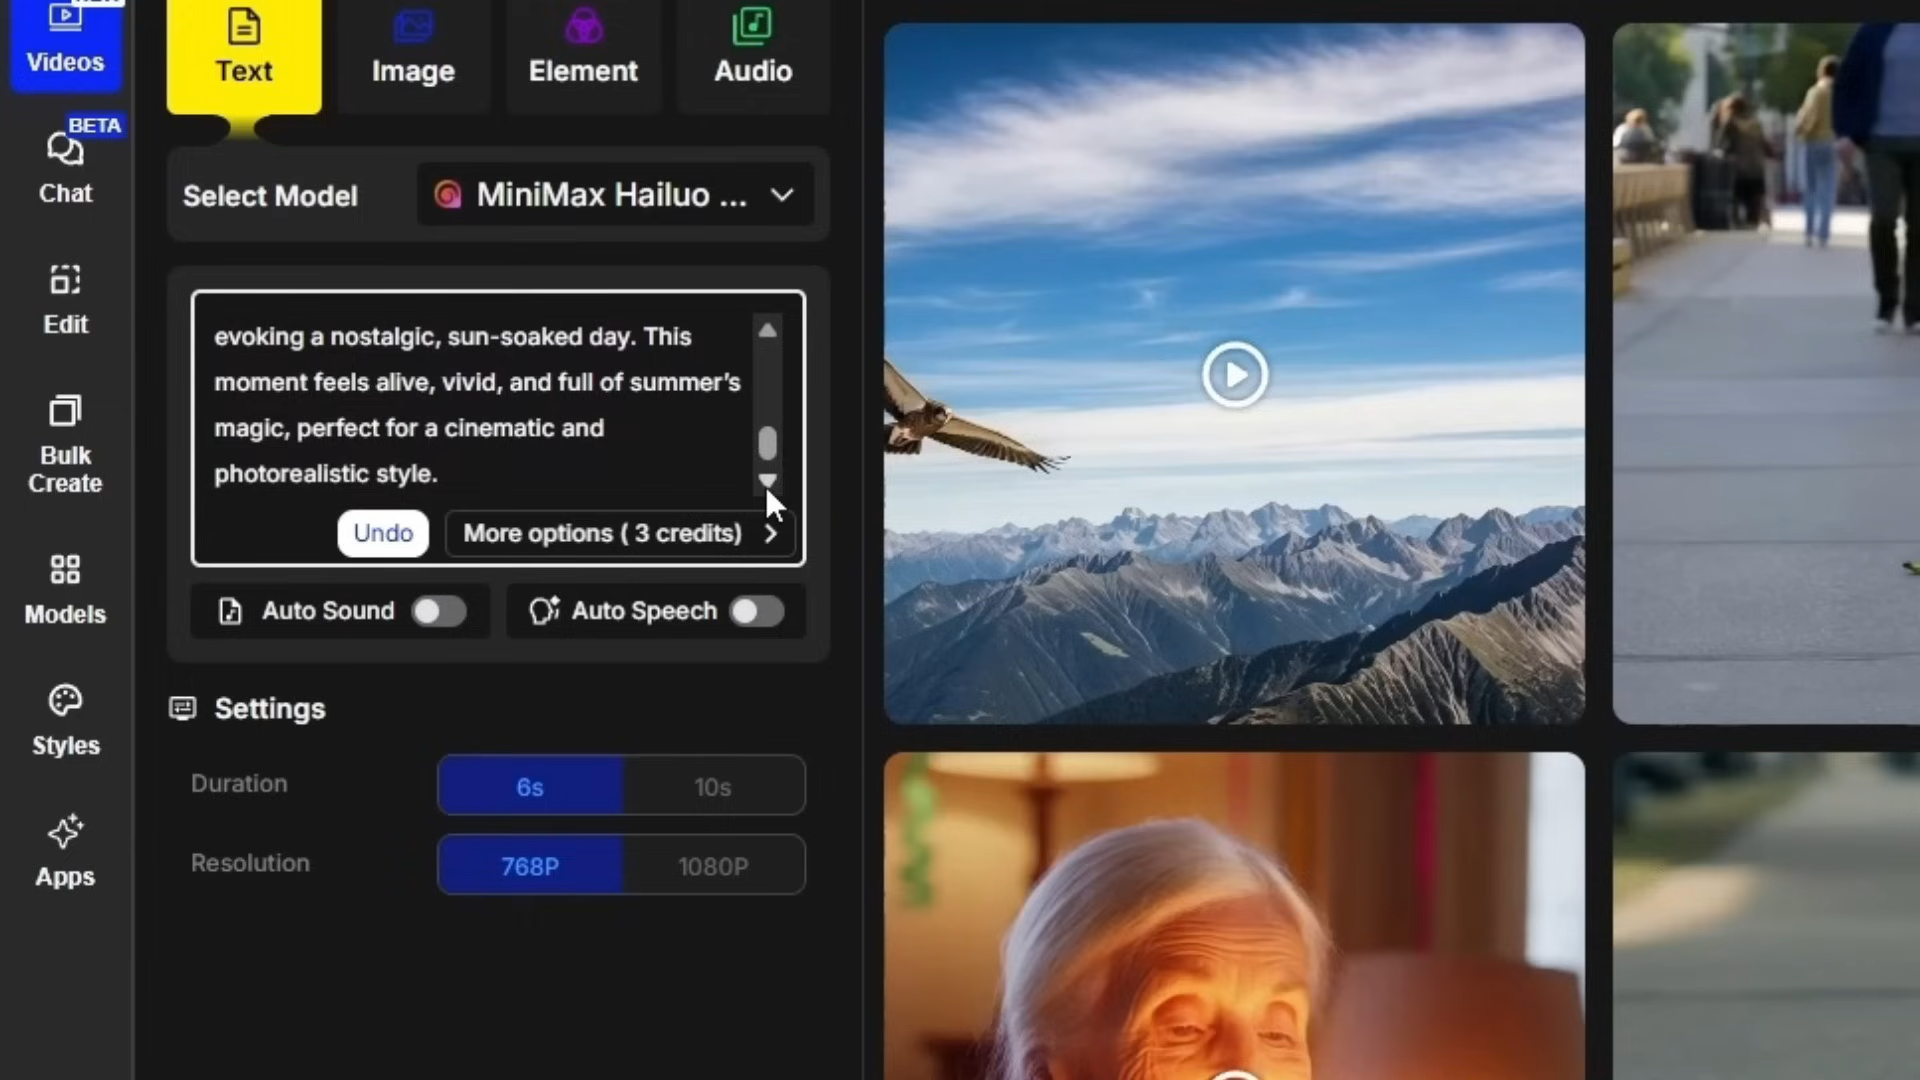 Videos
BETA
Chat
Edit
Bulk
Create
Models
Styles
Apps
Text
Image
Element
Audio
Select Model
MiniMax Hailuo ...
evoking a nostalgic, sun-soaked day. This
moment feels alive, vivid, and full of summer’s
magic, perfect for a cinematic and
photorealistic style.
Undo
More options ( 3 credits)
Auto Sound
Auto Speech
Settings
Duration
6s
10s
Resolution
768P
1080P